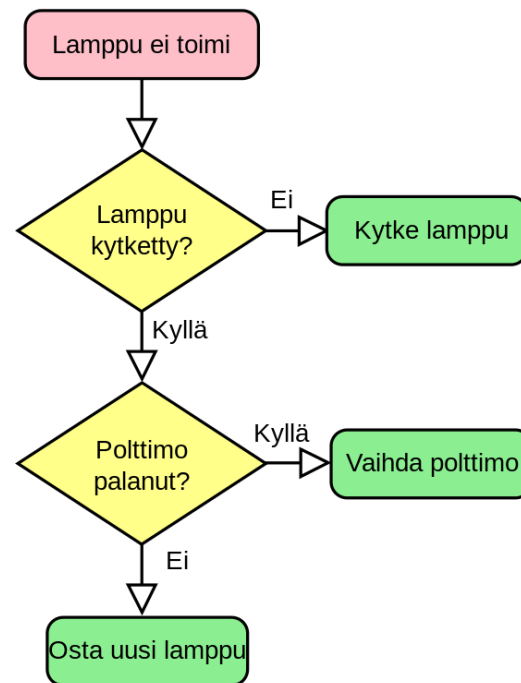 Lamppu ei toimi
Lamppu
kytketty?
Ei
Kytke lamppu
Kyllä
Polttimo
palanut?
Kyllä
Vaihda polttimo
Ei
Osta uusi lamppu